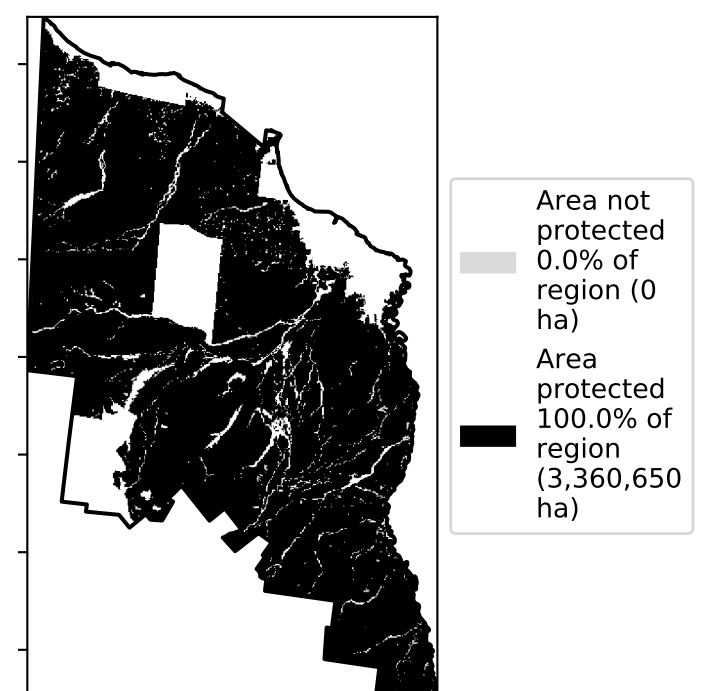 Area not
protected
0.0% of
region (0
ha)
Area
protected
100.0% of
region
(3,360,650
ha)